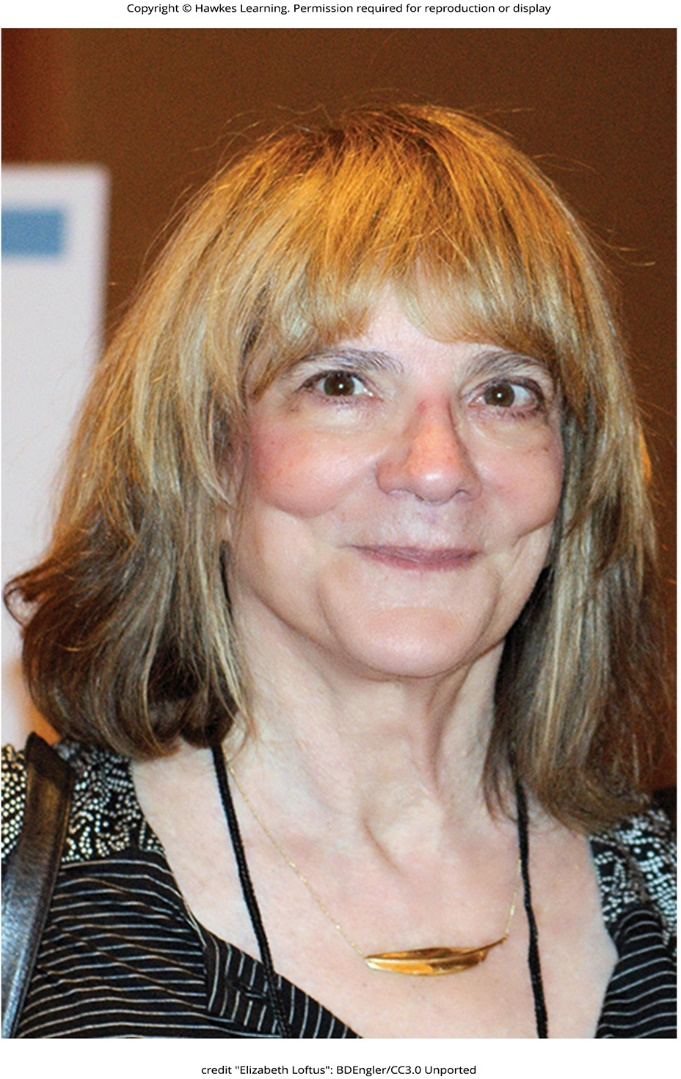 Copyright © Hawkes Learning. Permission required for reproduction or display
credit "Elizabeth Loftus": BDEngler/CC3.0 Unported